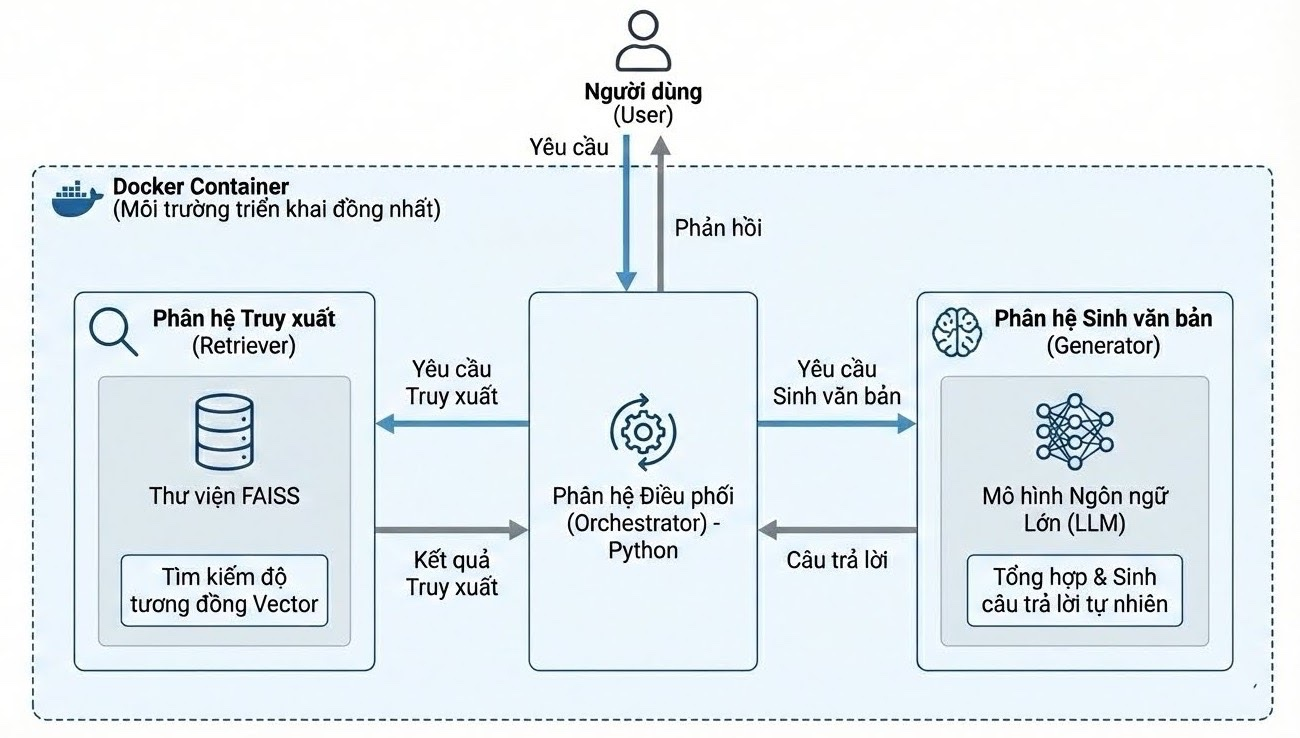 Người dùng
(User)
Yêu cầu
Docker Container
(Môi trường triển khai đồng nhất)
Phản hồi
Phân hệ Truy xuất
(Retriever)
Thư viện FAISS
Tìm kiếm độ
tương đồng Vector
Yêu cầu
Truy xuất
Kết quả
Truy xuất
Phân hệ Điều phối
(Orchestrator) -
Python
Yêu cầu
Sinh văn bản
Câu trả lời
Phân hệ Sinh văn bản
(Generator)
Mô hình Ngôn ngữ
Lớn (LLM)
Tổng hợp & Sinh
câu trả lời tự nhiên